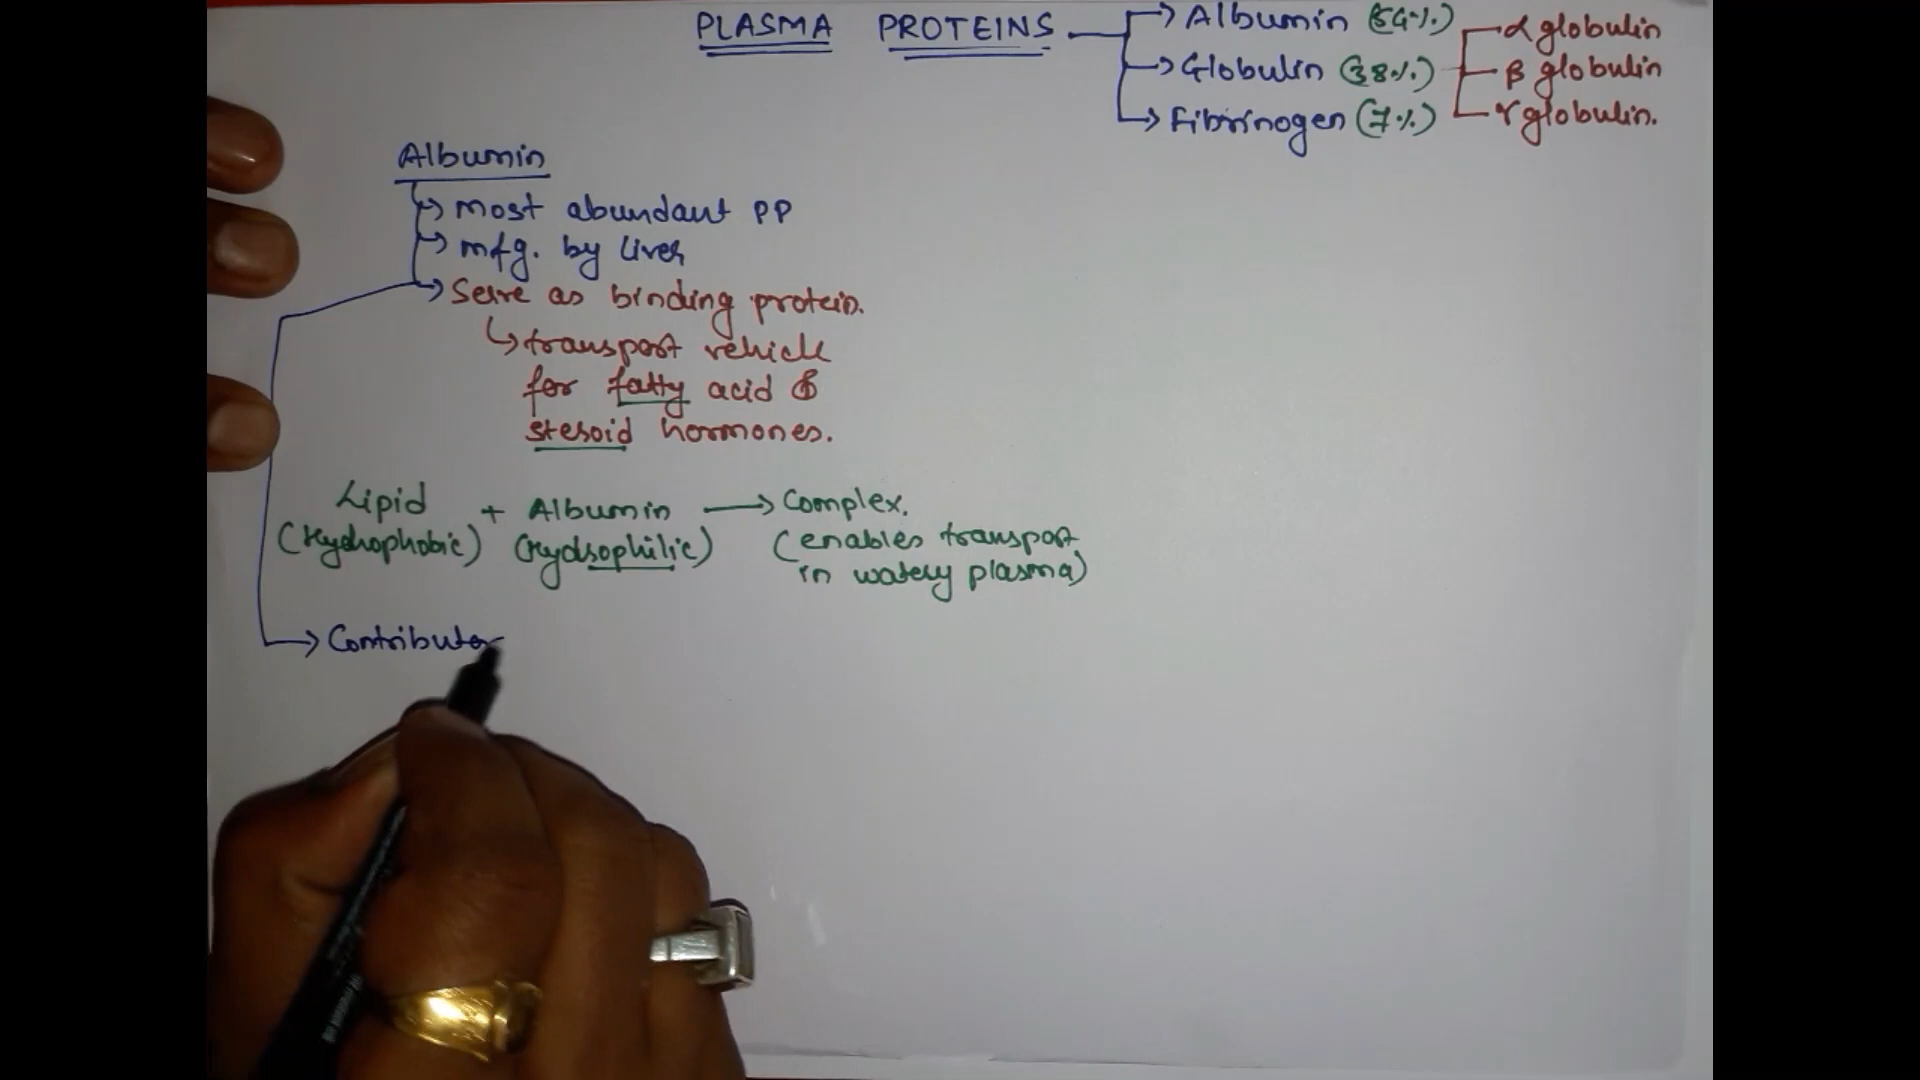 PLASMA PROTEINS → Albumin (54%)
→ Globulin (38%)
→ Fibrinogen (7%)
α globulin
β globulin
γ globulin.
Albumin
→ most abundant PP
→ mfg. by liver
→ Serve as binding protein.
↳ transport vehicle
for fatty acid &
steroid hormones.
Lipid + Albumin → Complex.
(Hydrophobic) (Hydrophilic) (enables transport
in watery plasma)
→ Contributor